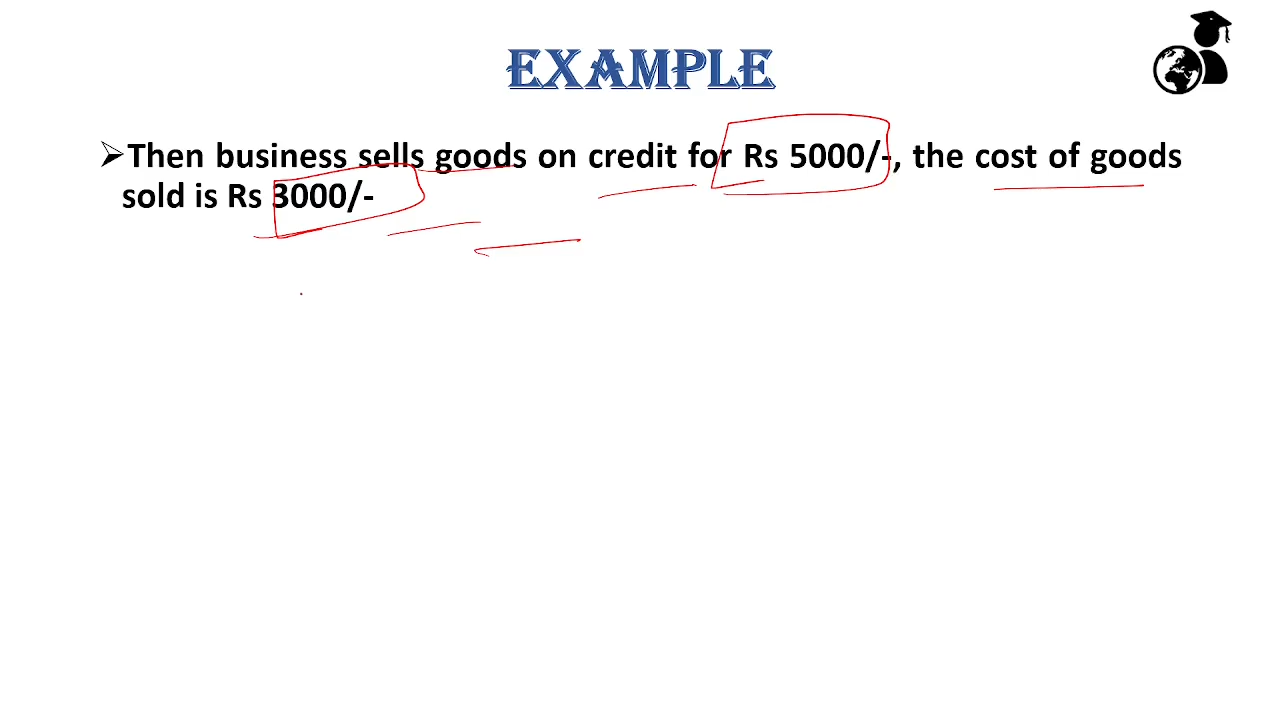 EXAMPLE
➢Then business sells goods on credit for Rs 5000/-, the cost of goods
sold is Rs 3000/-